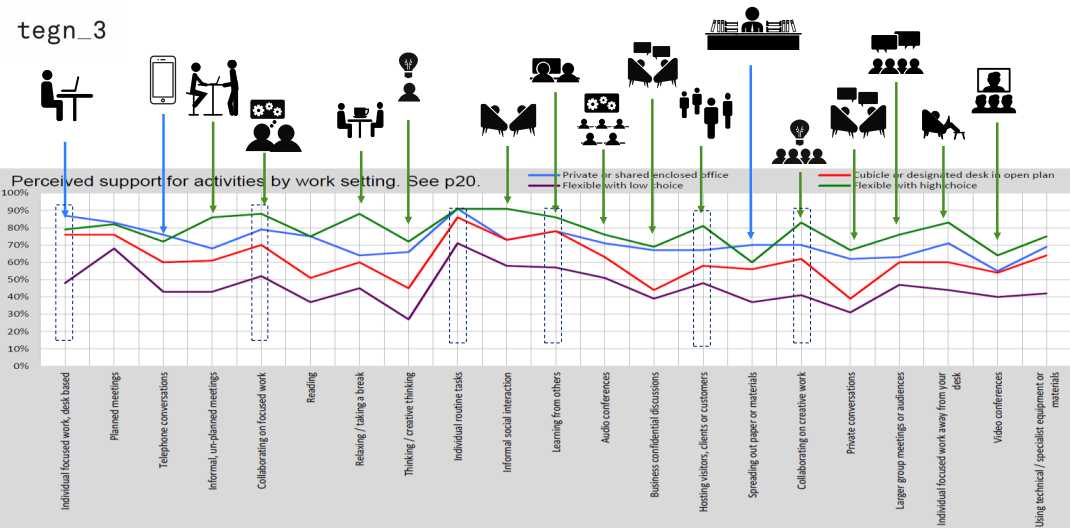 tegn_3
Perceived support for activities by work setting. See p20.
Private or shared enclosed office
Cubicle or designated desk in open plan
Flexible with low choice
Flexible with high choice
100%
90%
80%
70%
60%
50%
40%
30%
20%
10%
0%
Individual focused work, desk based
Planned meetings
Telephone conversations
Informal, un-planned meetings
Collaborating on focused work
Reading
Relaxing / taking a break
Thinking / creative thinking
Individual routine tasks
Informal social interaction
Learning from others
Audio conferences
Business confidential discussions
Hosting visitors, clients or customers
Spreading out paper or materials
Collaborating on creative work
Private conversations
Larger group meetings or audiences
Individual focused work away from your
desk
Video conferences
Using technical / specialist equipment or
materials